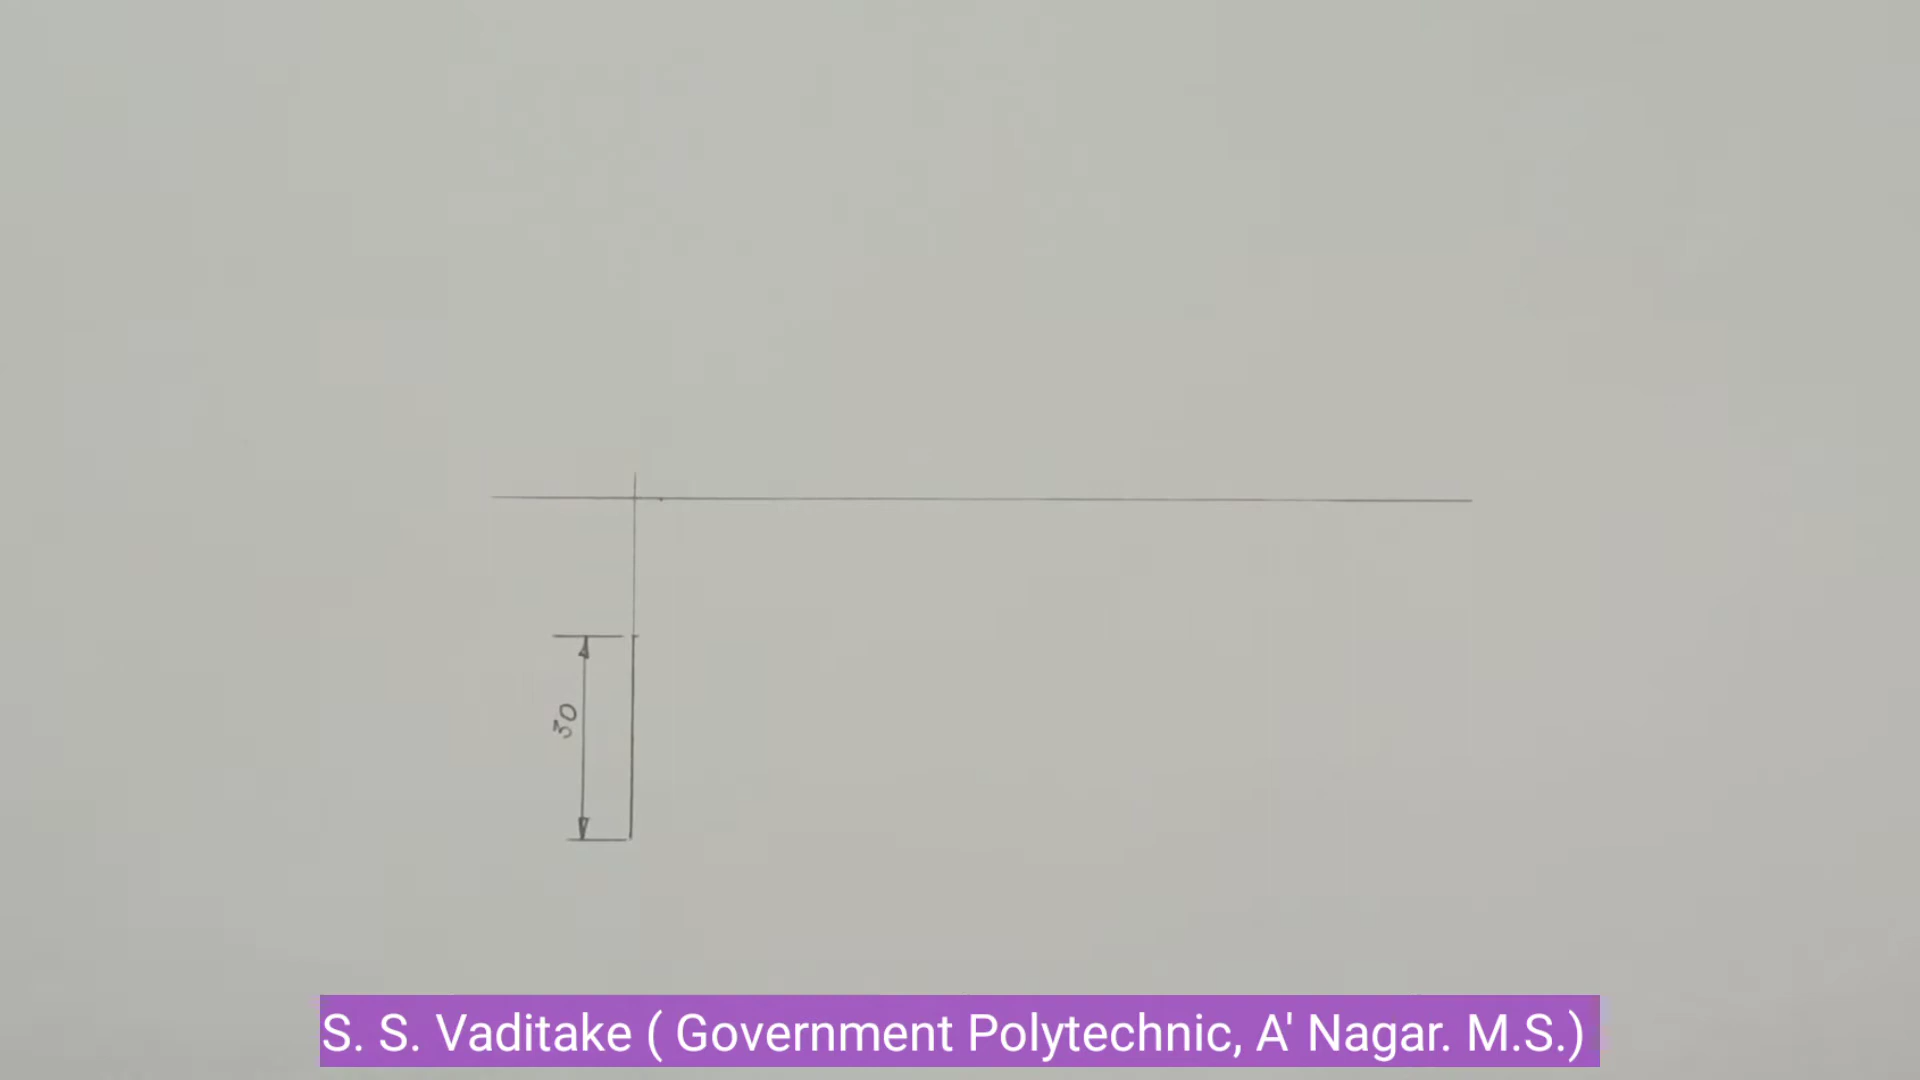 30
S. S. Vaditake ( Government Polytechnic, A' Nagar. M.S.)